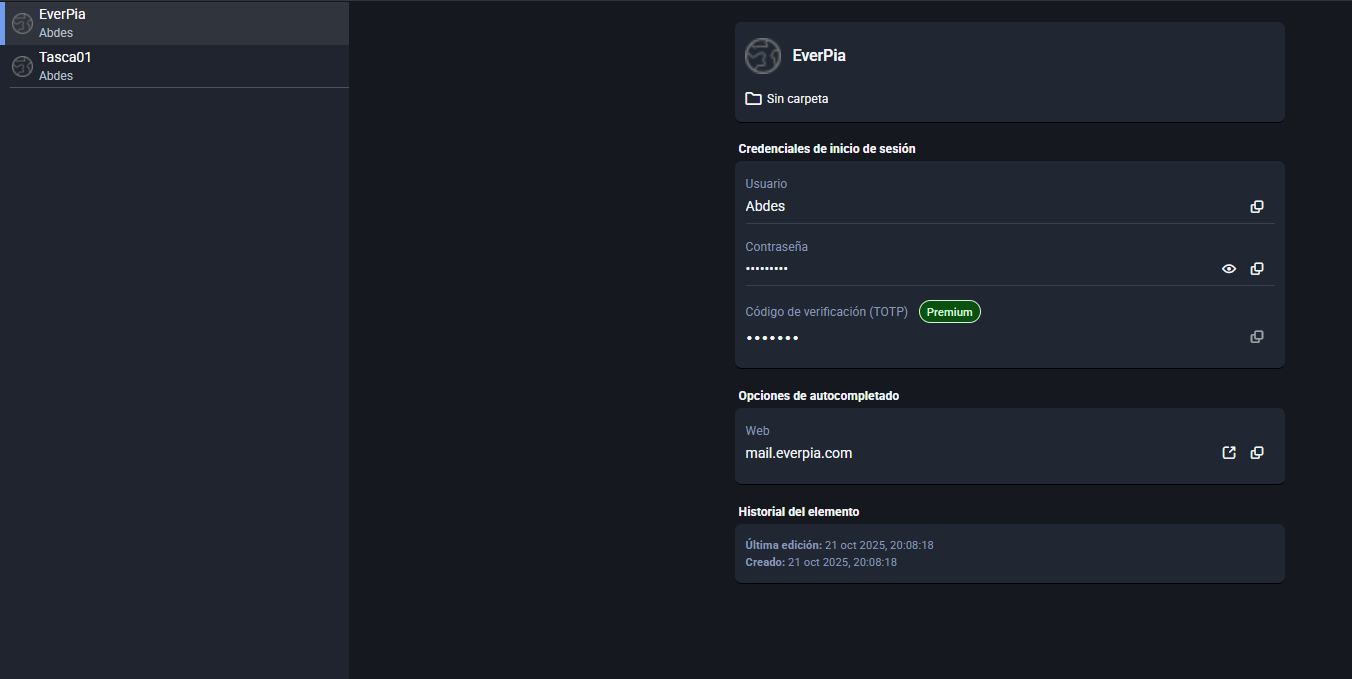 EverPia
Abdes
Tasca01
Abdes
EverPia
Sin carpeta
Credenciales de inicio de sesión
Usuario
Abdes
Contraseña
•••••••••
Código de verificación (TOTP) Premium
•••••••
Opciones de autocompletado
Web
mail.everpia.com
Historial del elemento
Última edición: 21 oct 2025, 20:08:18
Creado: 21 oct 2025, 20:08:18